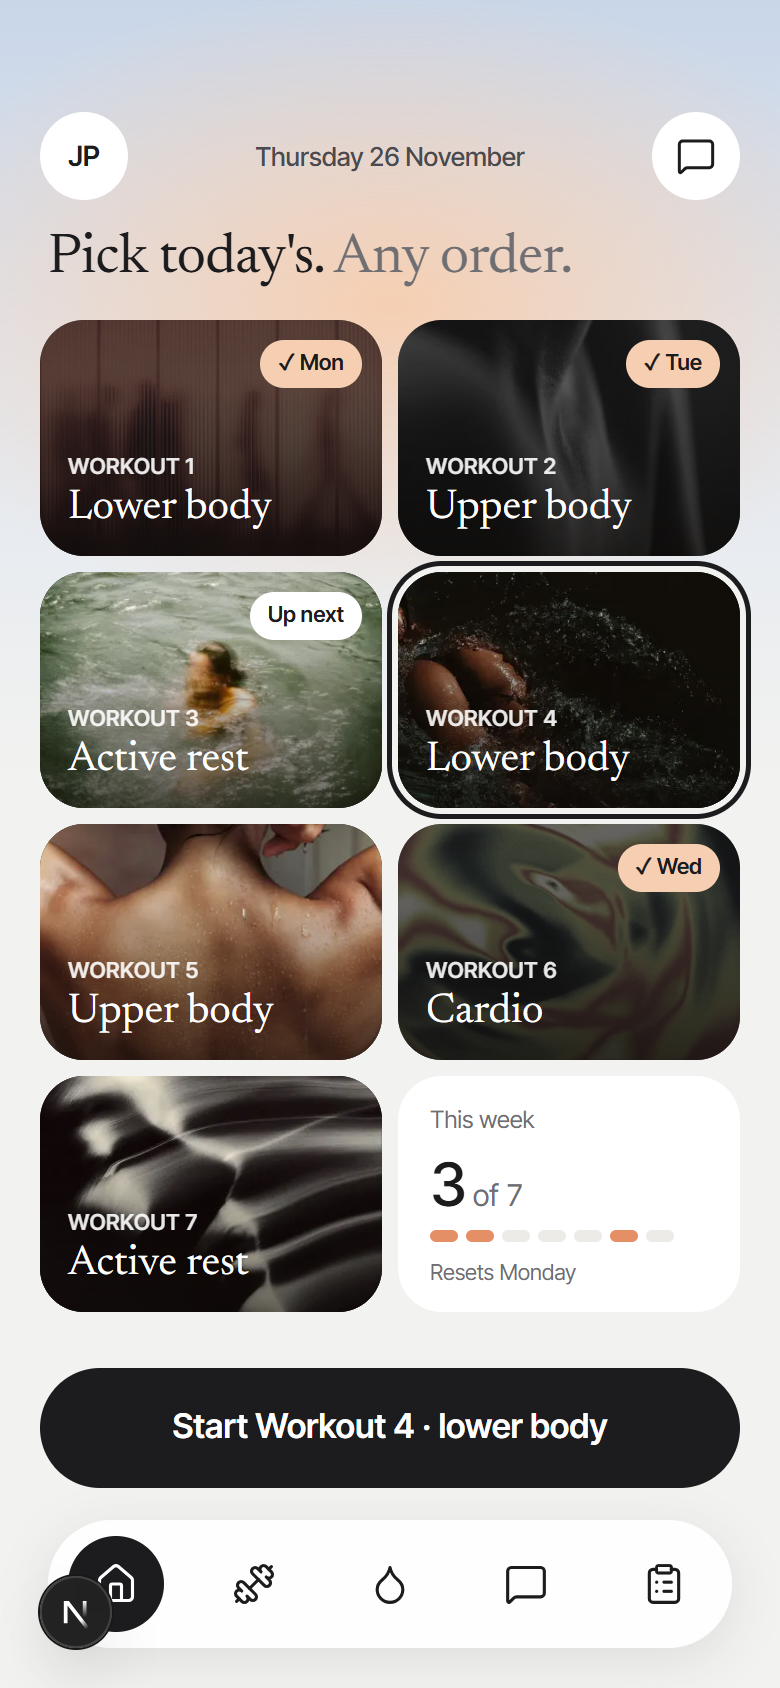 JP
Thursday 26 November
Pick today's. Any order.
✓ Mon
WORKOUT 1
Lower body
✓ Tue
WORKOUT 2
Upper body
Up next
WORKOUT 3
Active rest
WORKOUT 4
Lower body
WORKOUT 5
Upper body
✓ Wed
WORKOUT 6
Cardio
WORKOUT 7
Active rest
This week
3 of 7
Resets Monday
Start Workout 4 · lower body
N